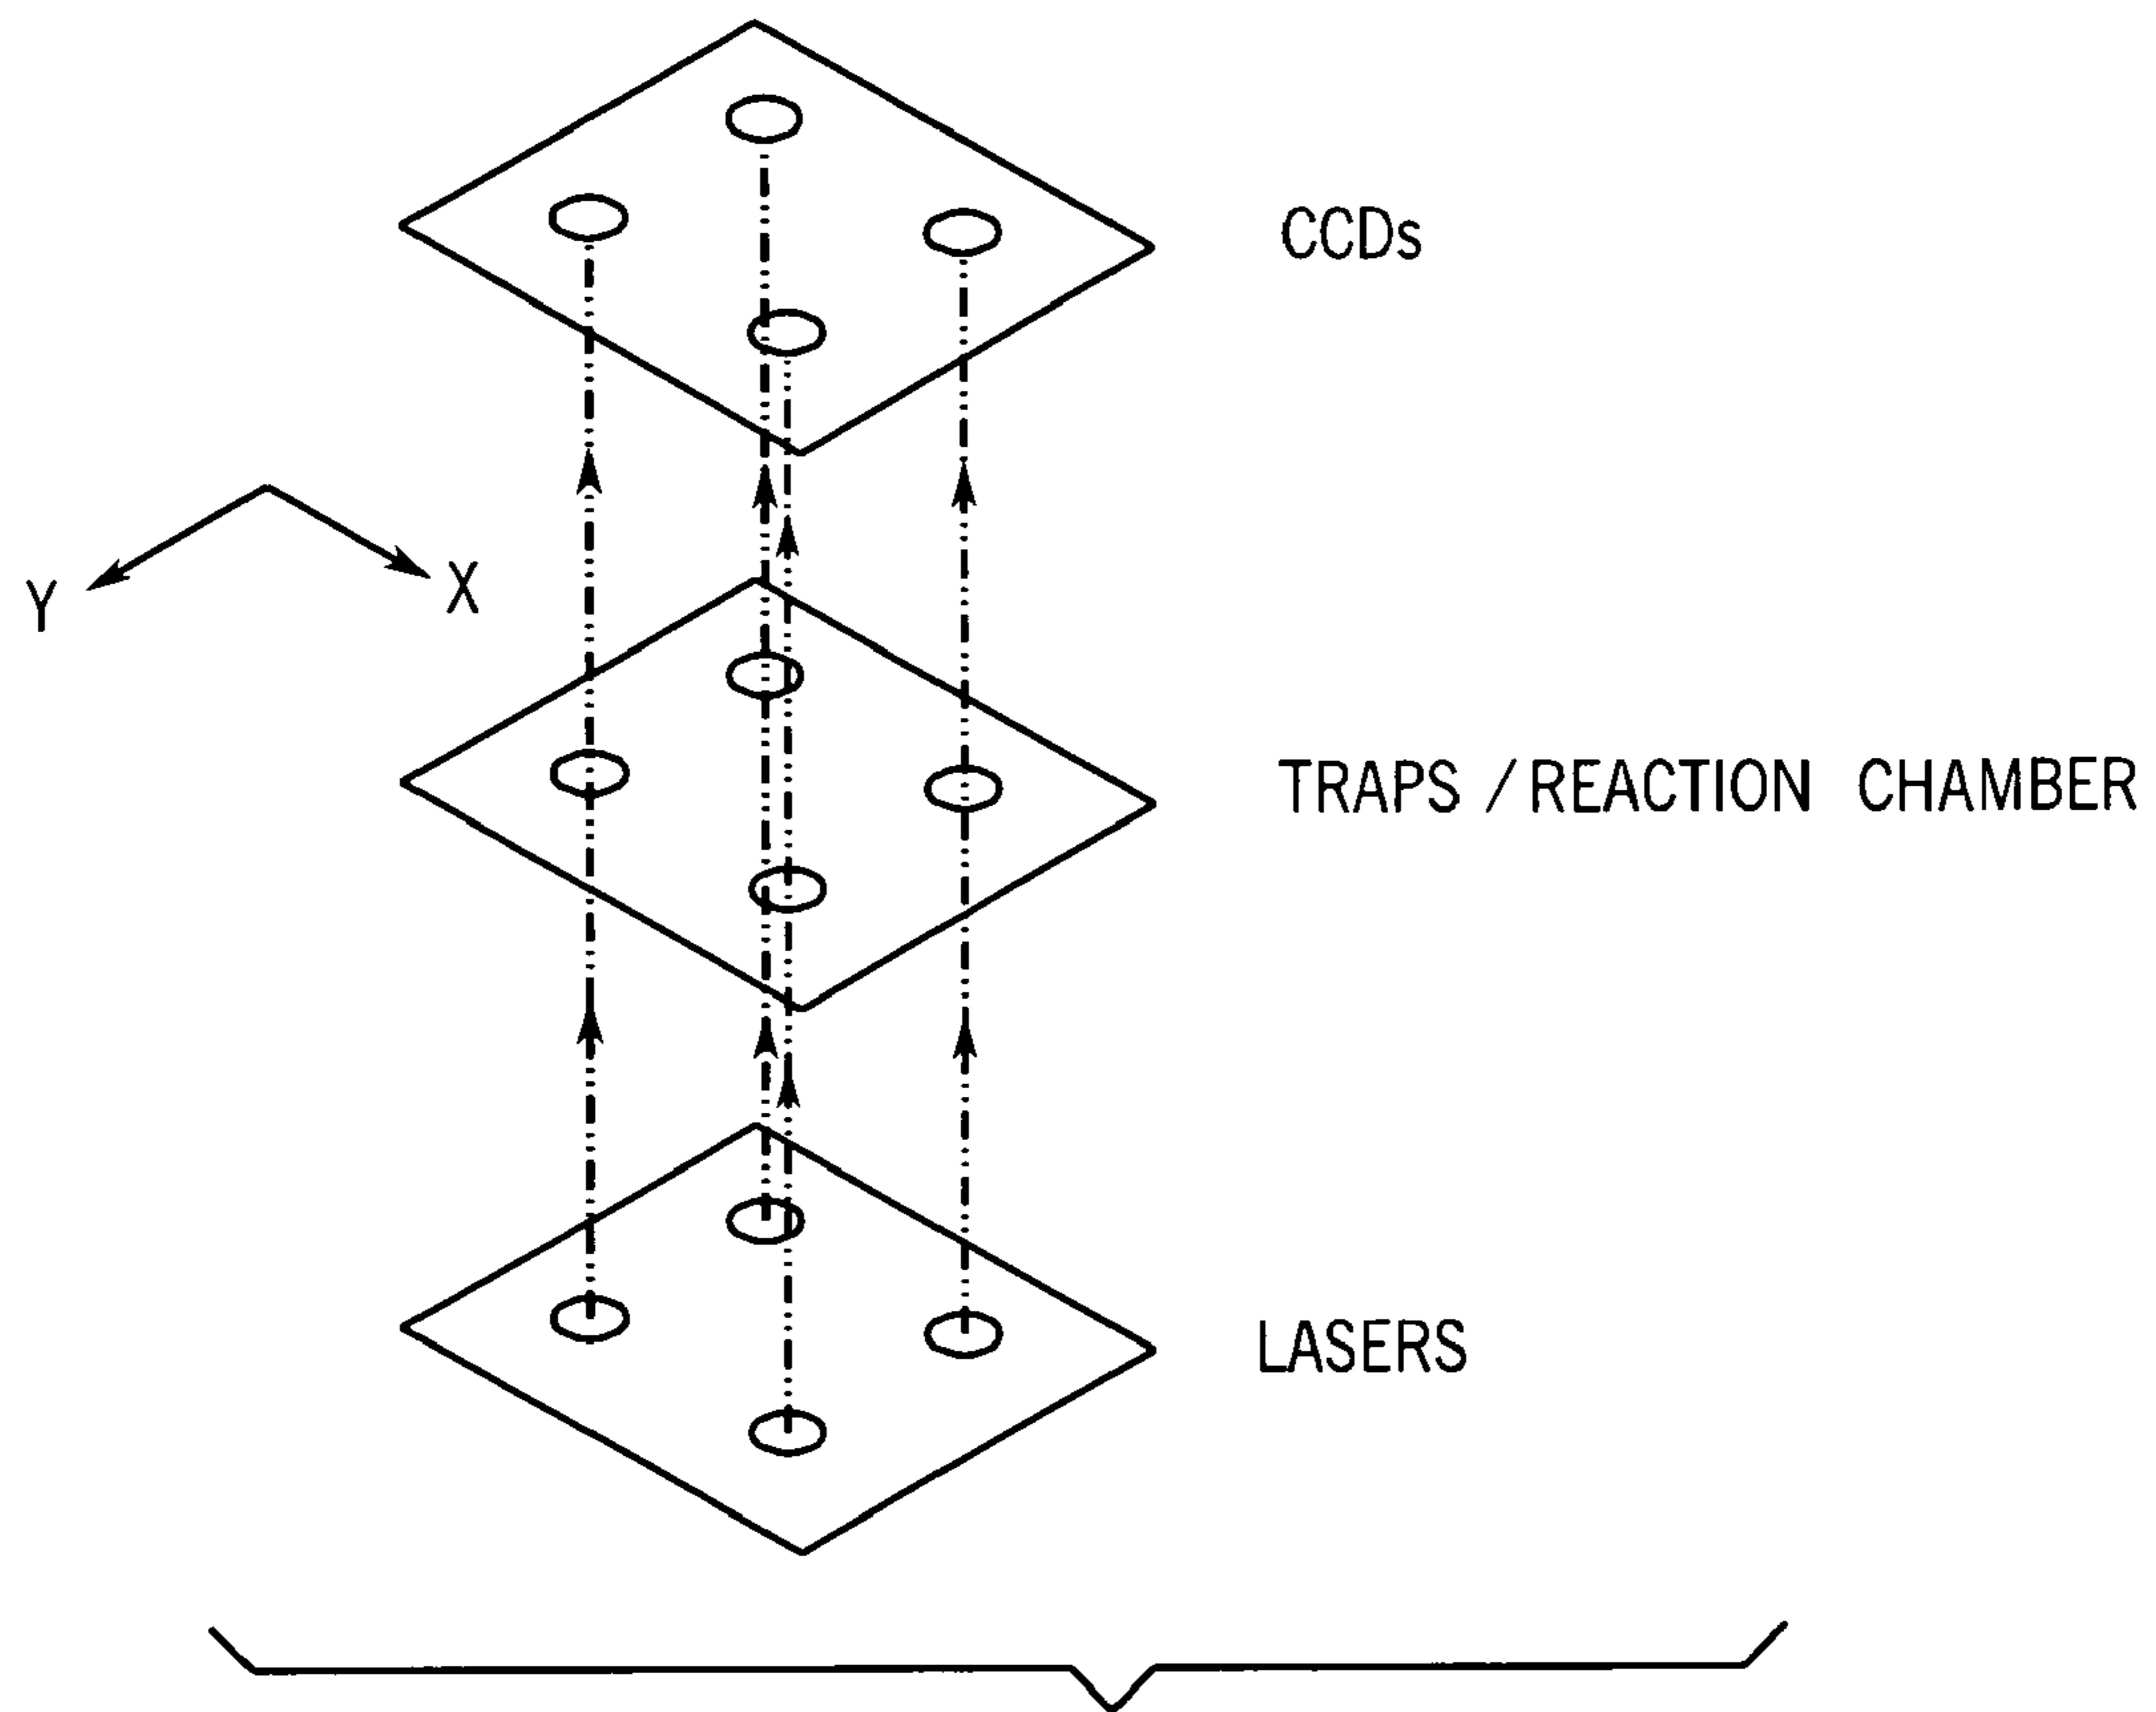 CCDs
Y
X
TRAPS / REACTION CHAMBER
LASERS